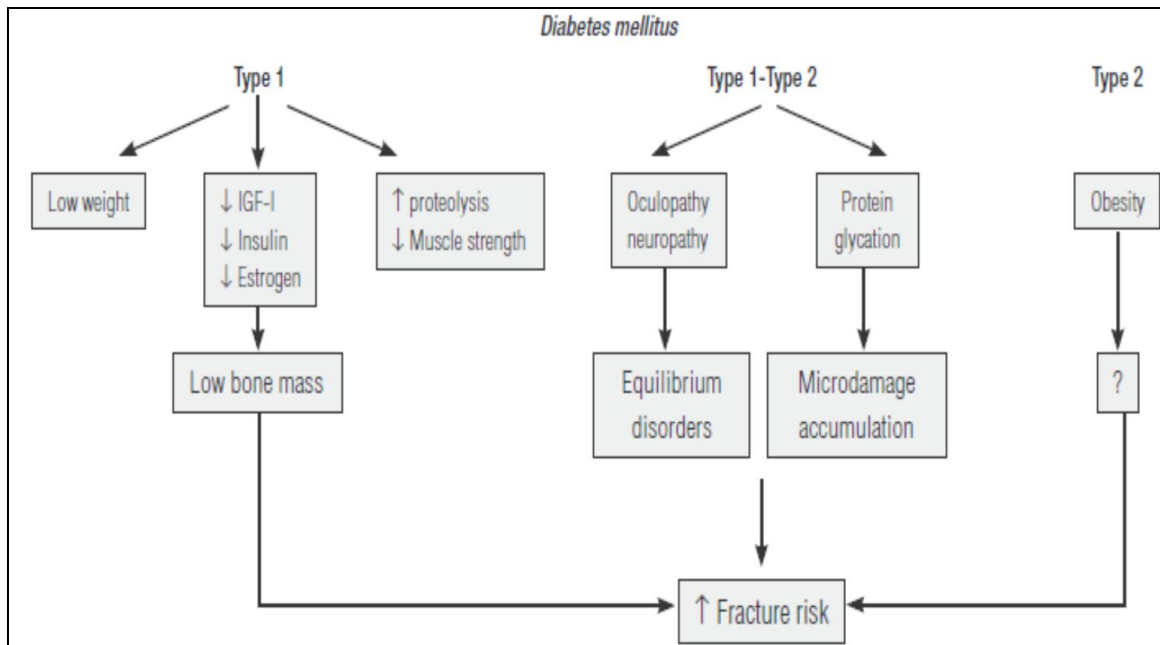 Diabetes mellitus
Type 1
Type 1-Type 2
Type 2
Low weight
↓ IGF-I
↓ Insulin
↓ Estrogen
↑ proteolysis
↓ Muscle strength
Oculopathy
neuropathy
Protein
glycation
Obesity
Low bone mass
Equilibrium
disorders
Microdamage
accumulation
?
↑ Fracture risk